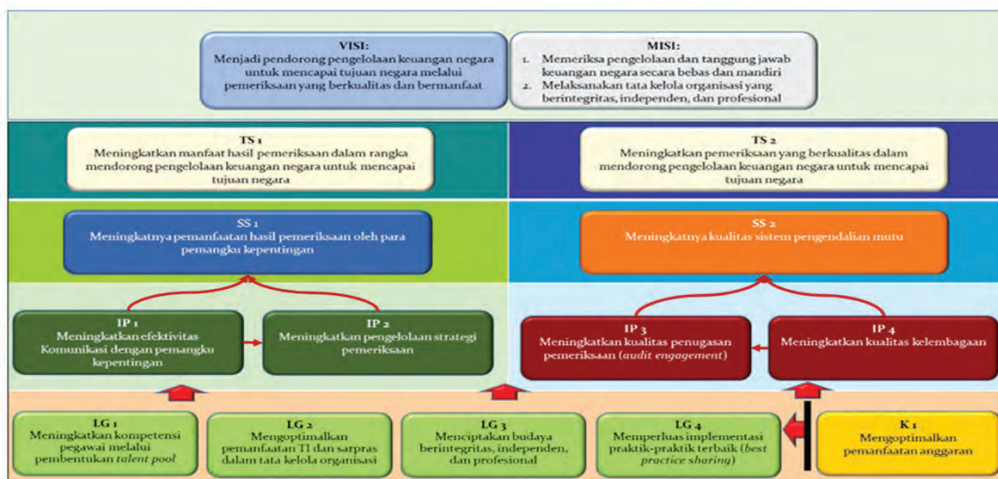 VISI:
Menjadi pendorong pengelolaan keuangan negara
untuk mencapai tujuan negara melalui
pemeriksaan yang berkualitas dan bermanfaat
MISI:
1. Memeriksa pengelolaan dan tanggung jawab
keuangan negara secara bebas dan mandiri
2. Melaksanakan tata kelola organisasi yang
berintegritas, independen, dan profesional
TS 1
Meningkatkan manfaat hasil pemeriksaan dalam rangka
mendorong pengelolaan keuangan negara untuk mencapai
tujuan negara
TS 2
Meningkatkan pemeriksaan yang berkualitas dalam
mendorong pengelolaan keuangan negara untuk mencapai
tujuan negara
SS 1
Meningkatnya pemanfaatan hasil pemeriksaan oleh para
pemangku kepentingan
SS 2
Meningkatnya kualitas sistem pengendalian mutu
IP 1
Meningkatkan efektivitas
Komunikasi dengan pemangku
kepentingan
IP 2
Meningkatkan pengelolaan strategi
pemeriksaan
IP 3
Meningkatkan kualitas penugasan
pemeriksaan (audit engagement)
IP 4
Meningkatkan kualitas kelembagaan
LG 1
Meningkatkan kompetensi
pegawai melalui
pembentukan talent pool
LG 2
Mengoptimalkan
pemanfaatan TI dan sarpras
dalam tata kelola organisasi
LG 3
Menciptakan budaya
berintegritas, independen,
dan profesional
LG 4
Memperluas implementasi
praktik-praktik terbaik (best
practice sharing)
K 1
Mengoptimalkan
pemanfaatan anggaran